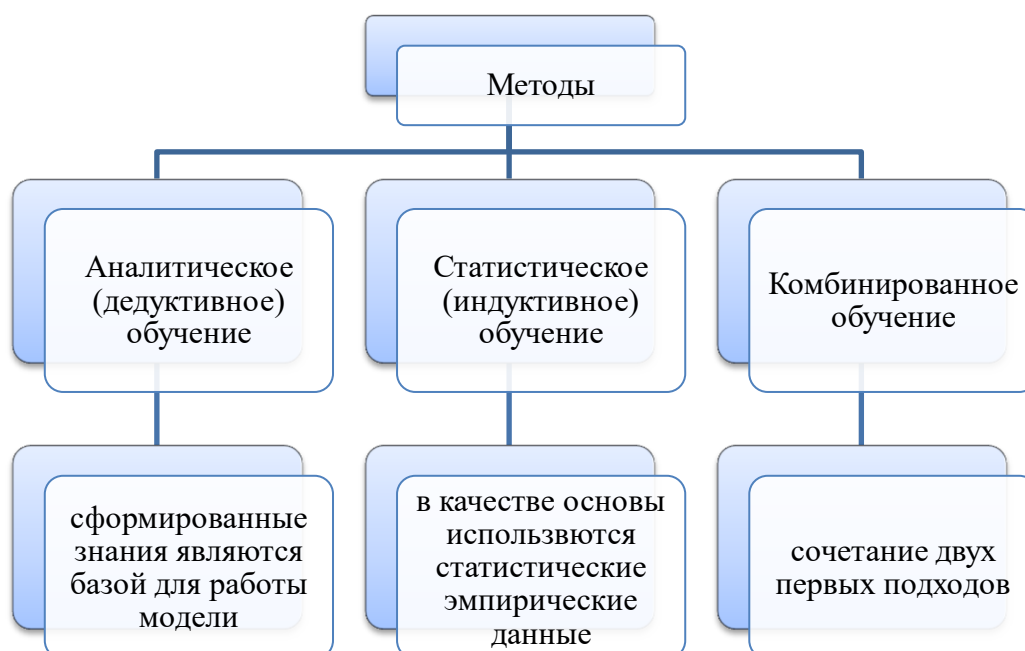 Методы
Аналитическое
(дедуктивное)
обучение
Статистическое
(индуктивное)
обучение
Комбинированное
обучение
сформированные
знания являются
базой для работы
модели
в качестве основы
использвются
статистические
эмпирические
данные
сочетание двух
первых подходов